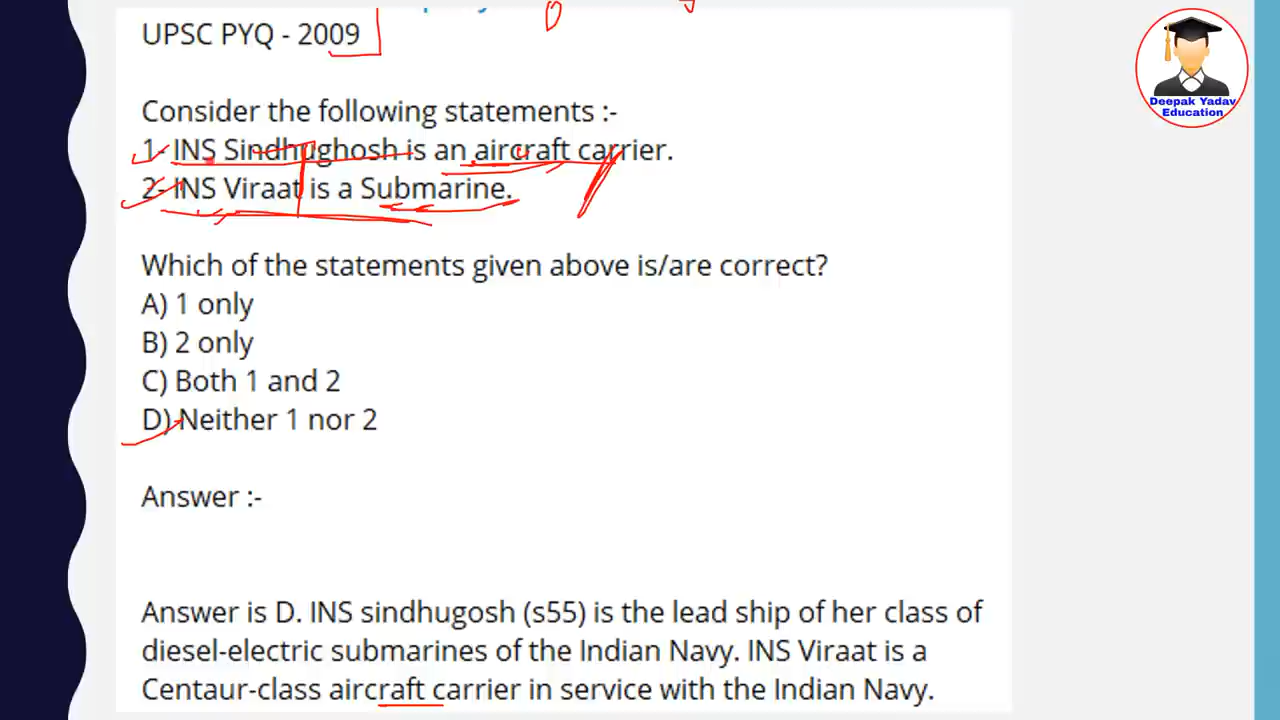 UPSC PYQ - 2009
Deepak Yadav
Education
Consider the following statements :-
1- INS Sindhughosh is an aircraft carrier.
2- INS Viraat is a Submarine.
Which of the statements given above is/are correct?
A) 1 only
B) 2 only
C) Both 1 and 2
D) Neither 1 nor 2
Answer :-
Answer is D. INS sindhugosh (s55) is the lead ship of her class of
diesel-electric submarines of the Indian Navy. INS Viraat is a
Centaur-class aircraft carrier in service with the Indian Navy.